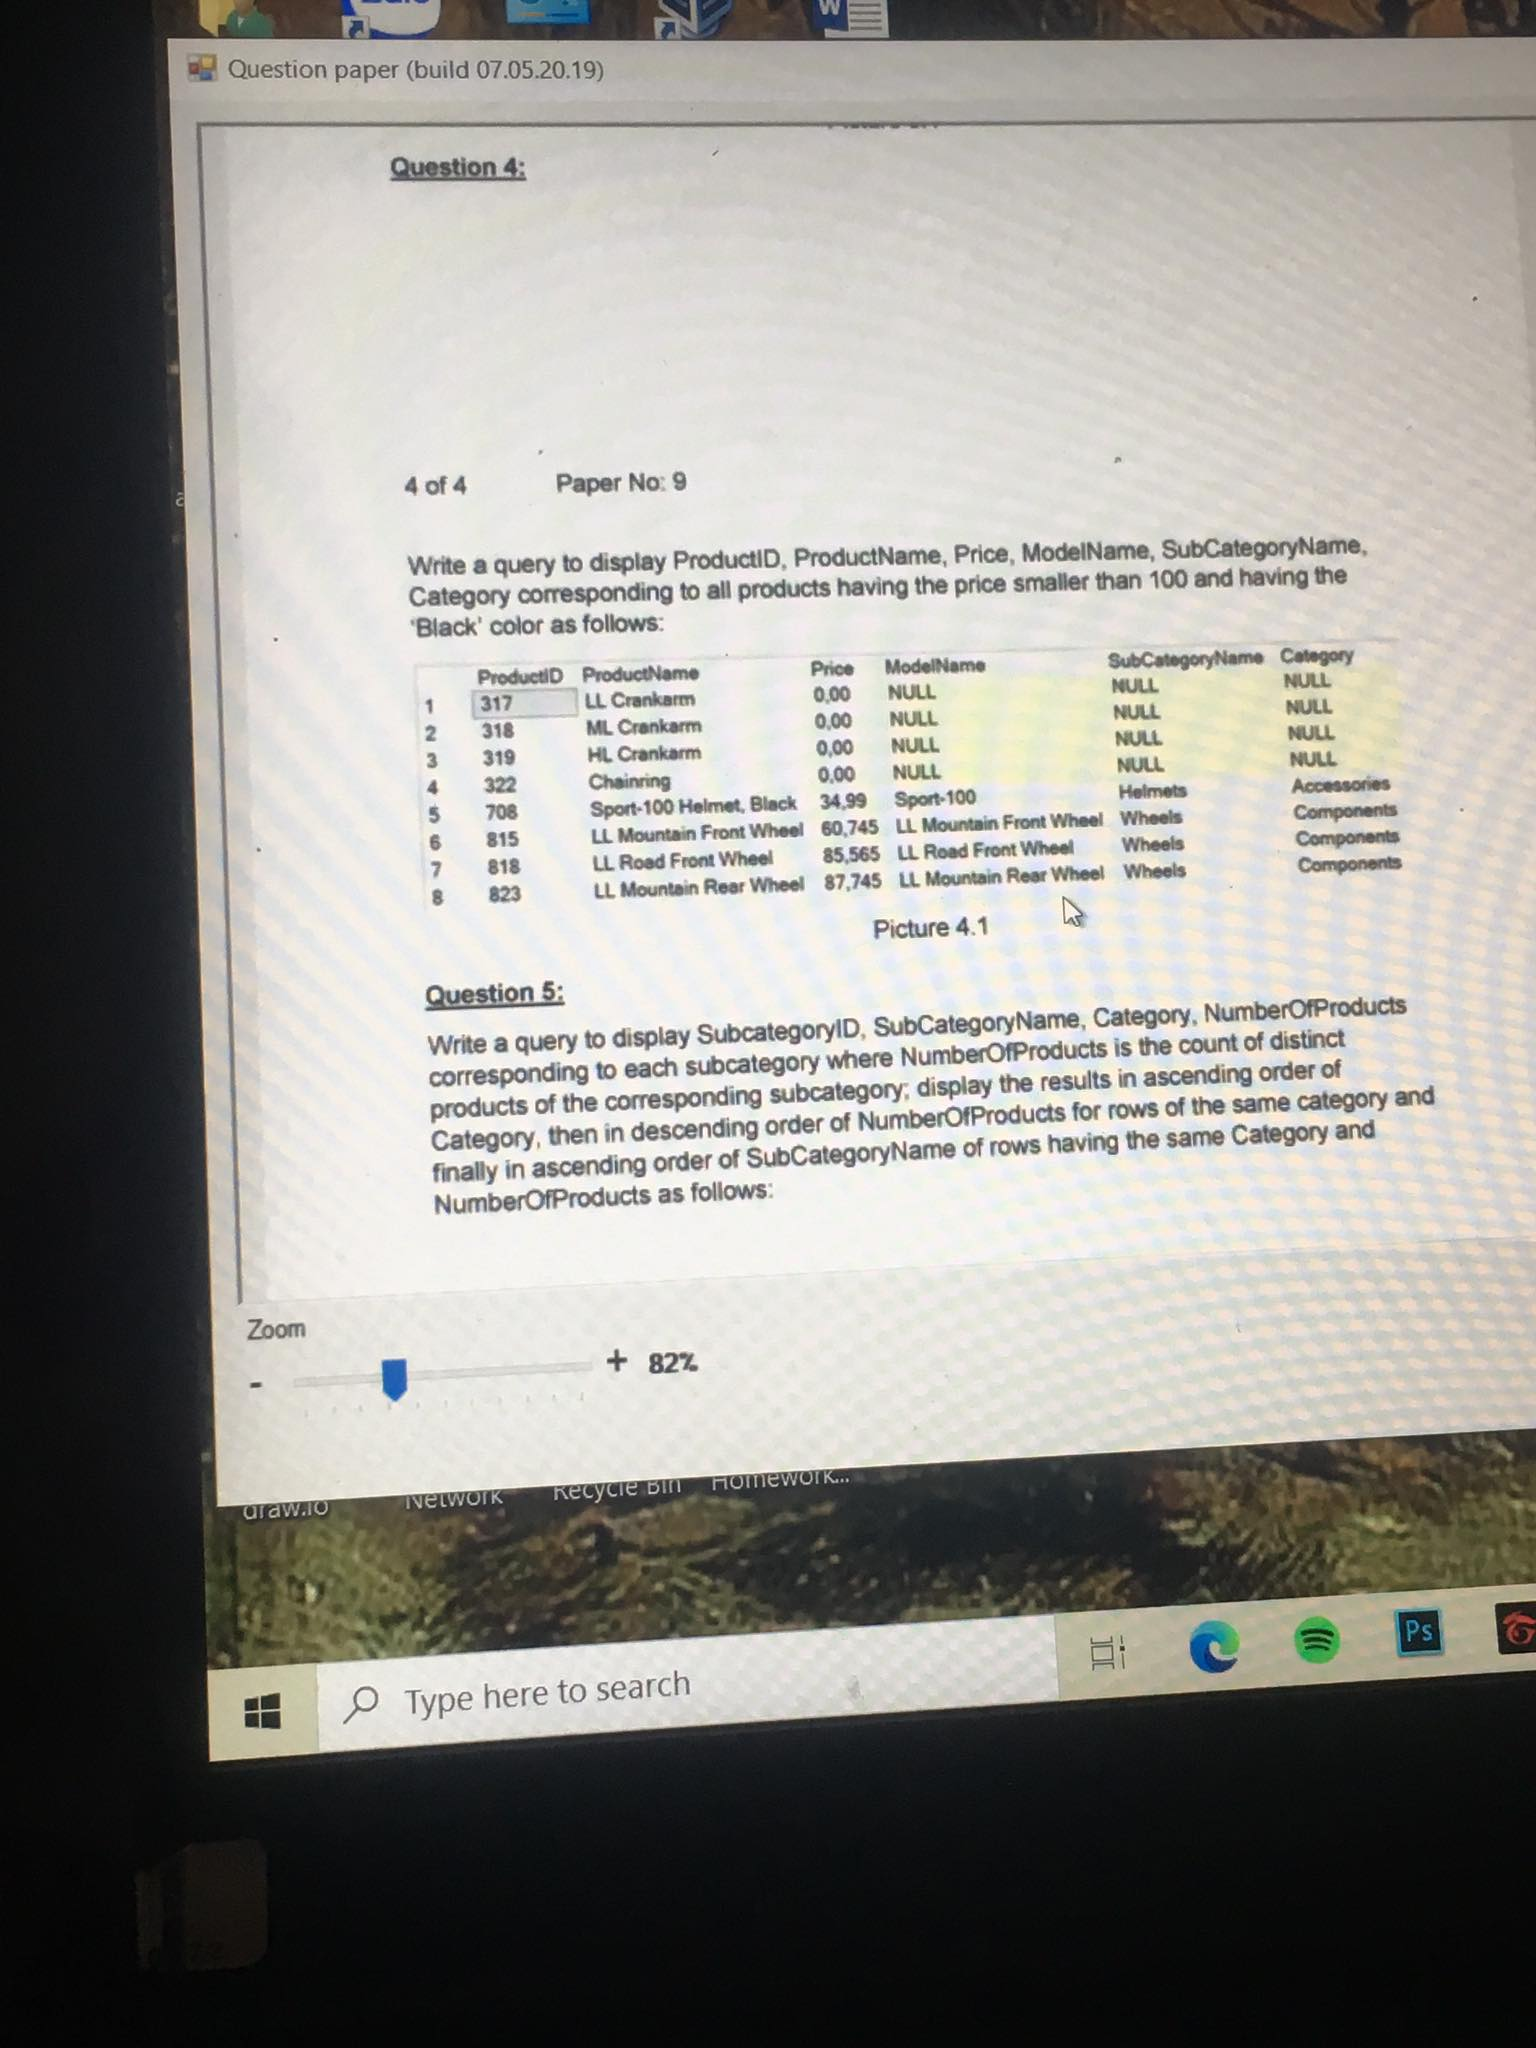 W
Question paper (build 07.05.20.19)
Question 4:
4 of 4 Paper No: 9
Write a query to display ProductID, ProductName, Price, ModelName, SubCategoryName,
Category corresponding to all products having the price smaller than 100 and having the
'Black' color as follows:
ProductID ProductName Price ModelName SubCategoryName Category
1 317 LL Crankarm 0,00 NULL NULL NULL
2 318 ML Crankarm 0,00 NULL NULL NULL
3 319 HL Crankarm 0,00 NULL NULL NULL
4 322 Chainring 0,00 NULL NULL NULL
5 708 Sport-100 Helmet, Black 34,99 Sport-100 Helmets Accessories
6 815 LL Mountain Front Wheel 60,745 LL Mountain Front Wheel Wheels Components
7 818 LL Road Front Wheel 85,565 LL Road Front Wheel Wheels Components
8 823 LL Mountain Rear Wheel 87,745 LL Mountain Rear Wheel Wheels Components
Picture 4.1
Question 5:
Write a query to display SubcategoryID, SubCategoryName, Category, NumberOfProducts
corresponding to each subcategory where NumberOfProducts is the count of distinct
products of the corresponding subcategory; display the results in ascending order of
Category, then in descending order of NumberOfProducts for rows of the same category and
finally in ascending order of SubCategoryName of rows having the same Category and
NumberOfProducts as follows:
Zoom
- + 82%
draw.io Network Recycle Bin Homework...
Type here to search
Ps